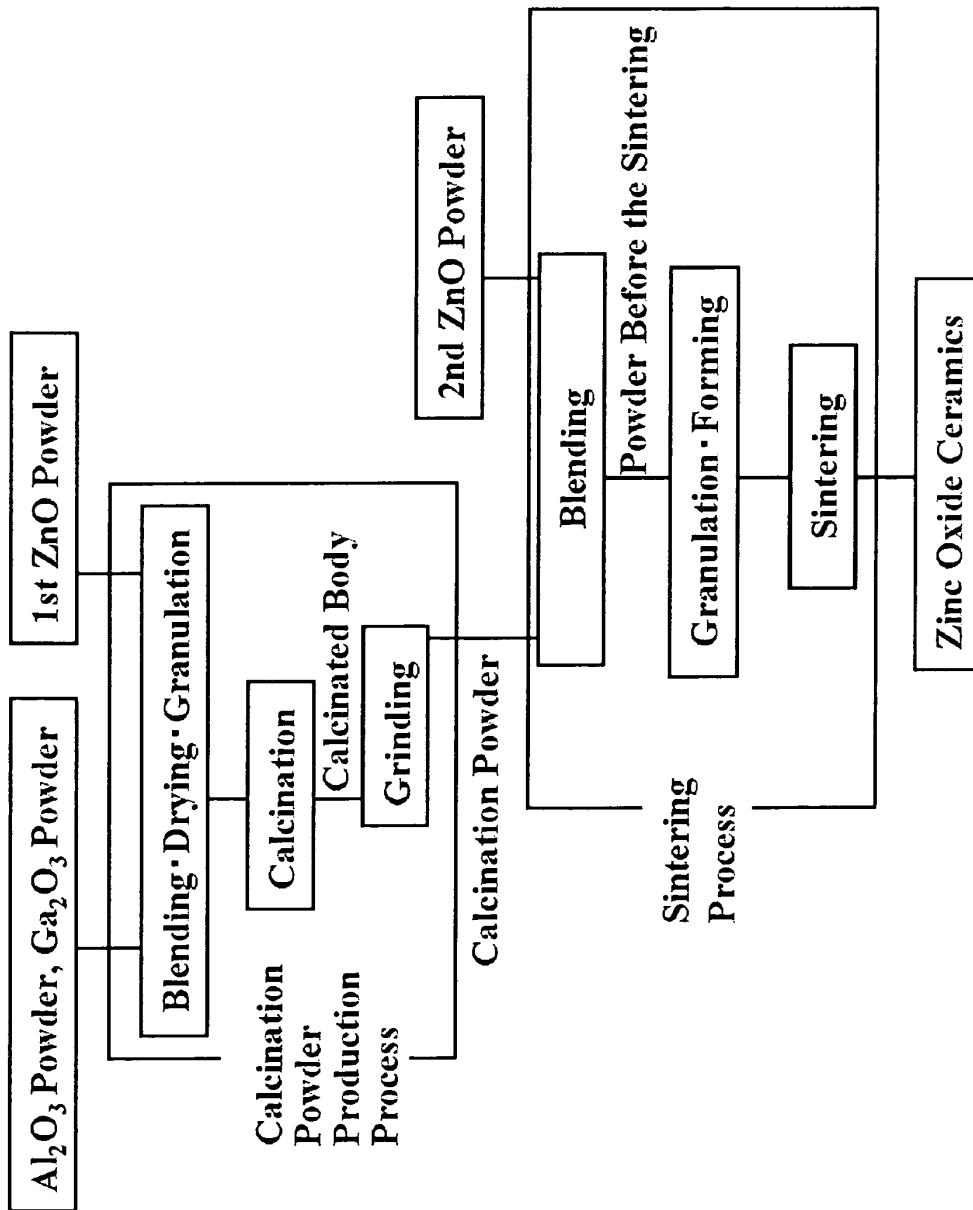 Al₂O₃ Powder, Ga₂O₃ Powder
1st ZnO Powder
Blending·Drying·Granulation
Calcination
Calcinated Body
Grinding
Calcination
Powder
Production
Process
Calcination Powder
2nd ZnO Powder
Blending
Powder Before the Sintering
Granulation·Forming
Sintering
Sintering
Process
Zinc Oxide Ceramics